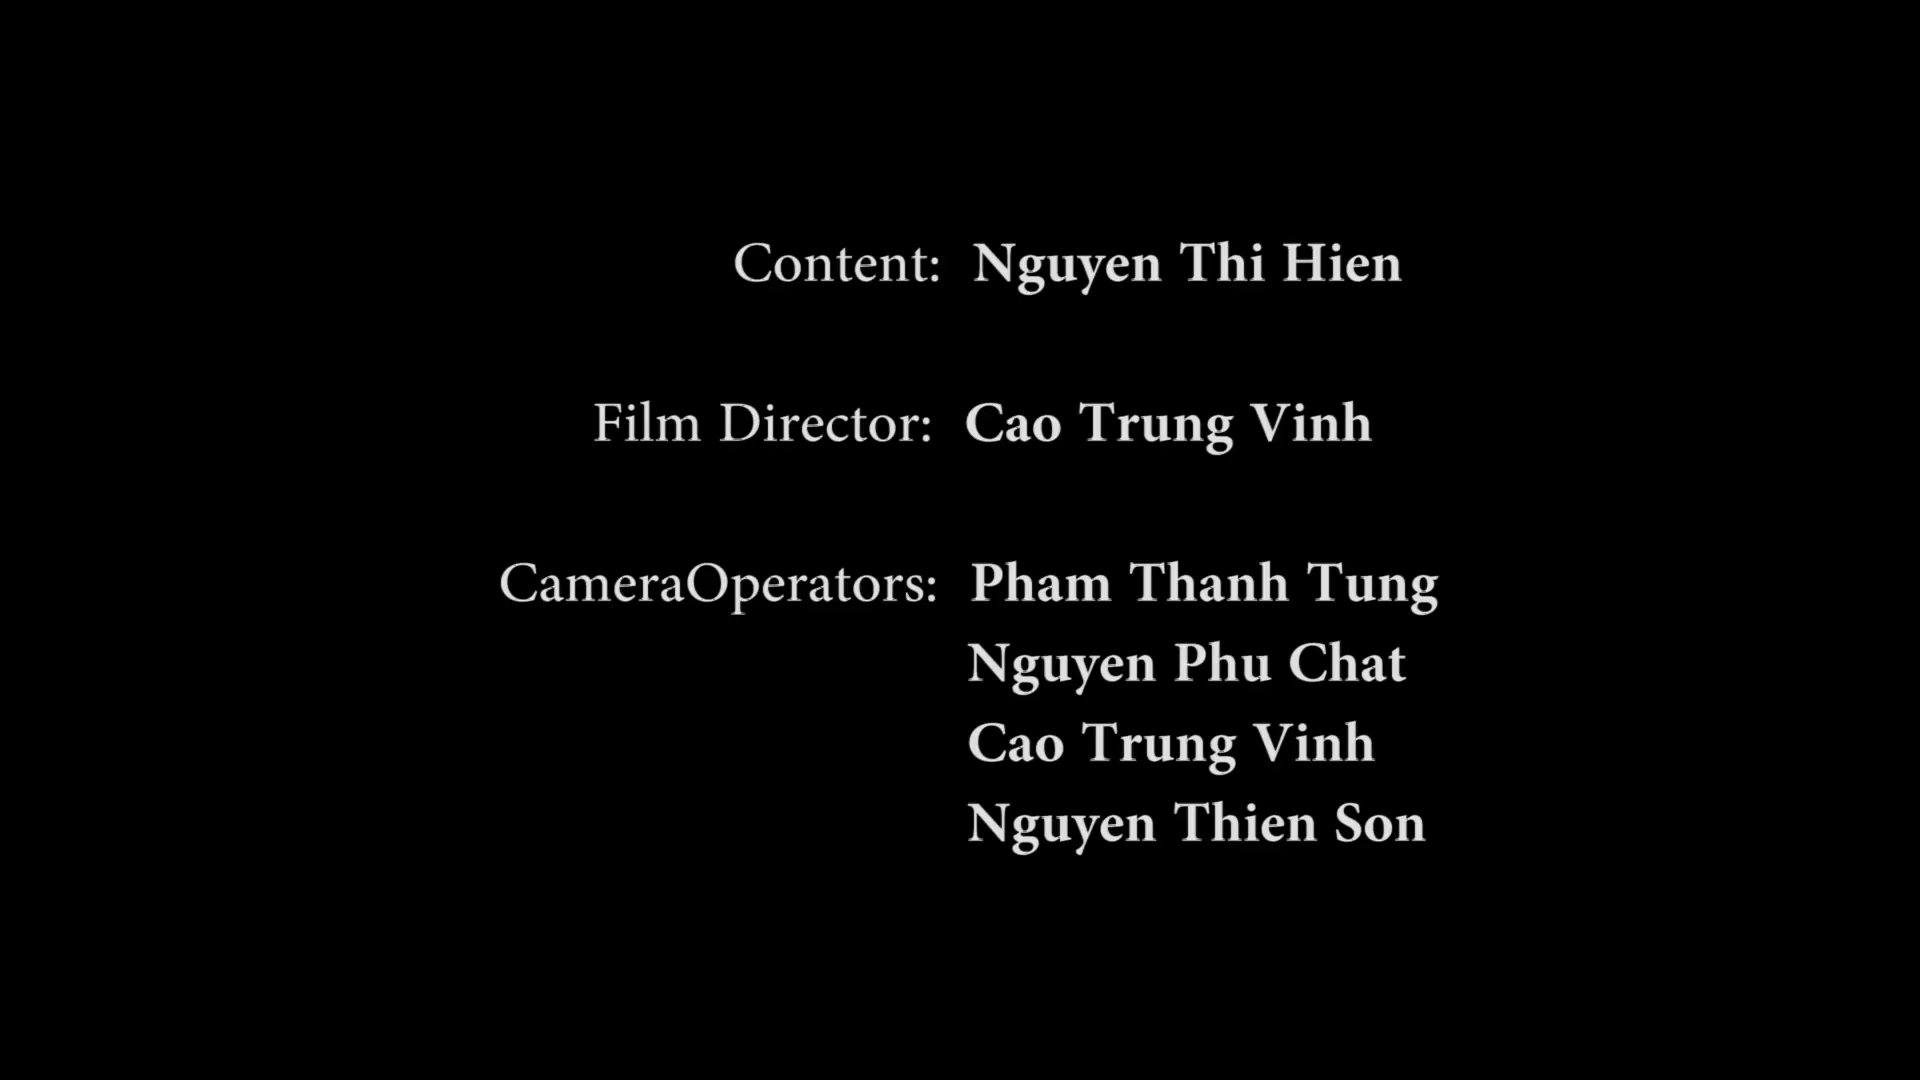 Content: Nguyen Thi Hien
Film Director: Cao Trung Vinh
CameraOperators: Pham Thanh Tung
Nguyen Phu Chat
Cao Trung Vinh
Nguyen Thien Son